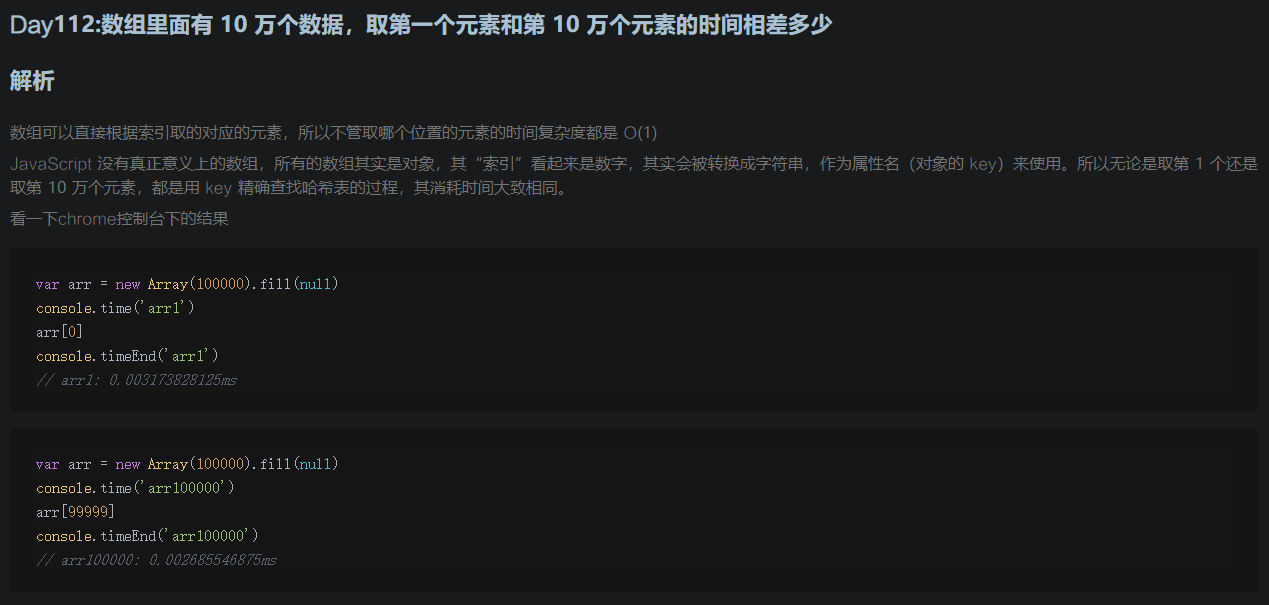 Day112:数组里面有 10 万个数据，取第一个元素和第 10 万个元素的时间相差多少
解析
数组可以直接根据索引取的对应的元素，所以不管取哪个位置的元素的时间复杂度都是 O(1)
JavaScript 没有真正意义上的数组，所有的数组其实是对象，其“索引”看起来是数字，其实会被转换成字符串，作为属性名（对象的 key）来使用。所以无论是取第 1 个还是
取第 10 万个元素，都是用 key 精确查找哈希表的过程，其消耗时间大致相同。
看一下chrome控制台下的结果
var arr = new Array(100000).fill(null)
console.time('arr1')
arr[0]
console.timeEnd('arr1')
// arr1: 0.003173828125ms
var arr = new Array(100000).fill(null)
console.time('arr100000')
arr[99999]
console.timeEnd('arr100000')
// arr100000: 0.002685546875ms